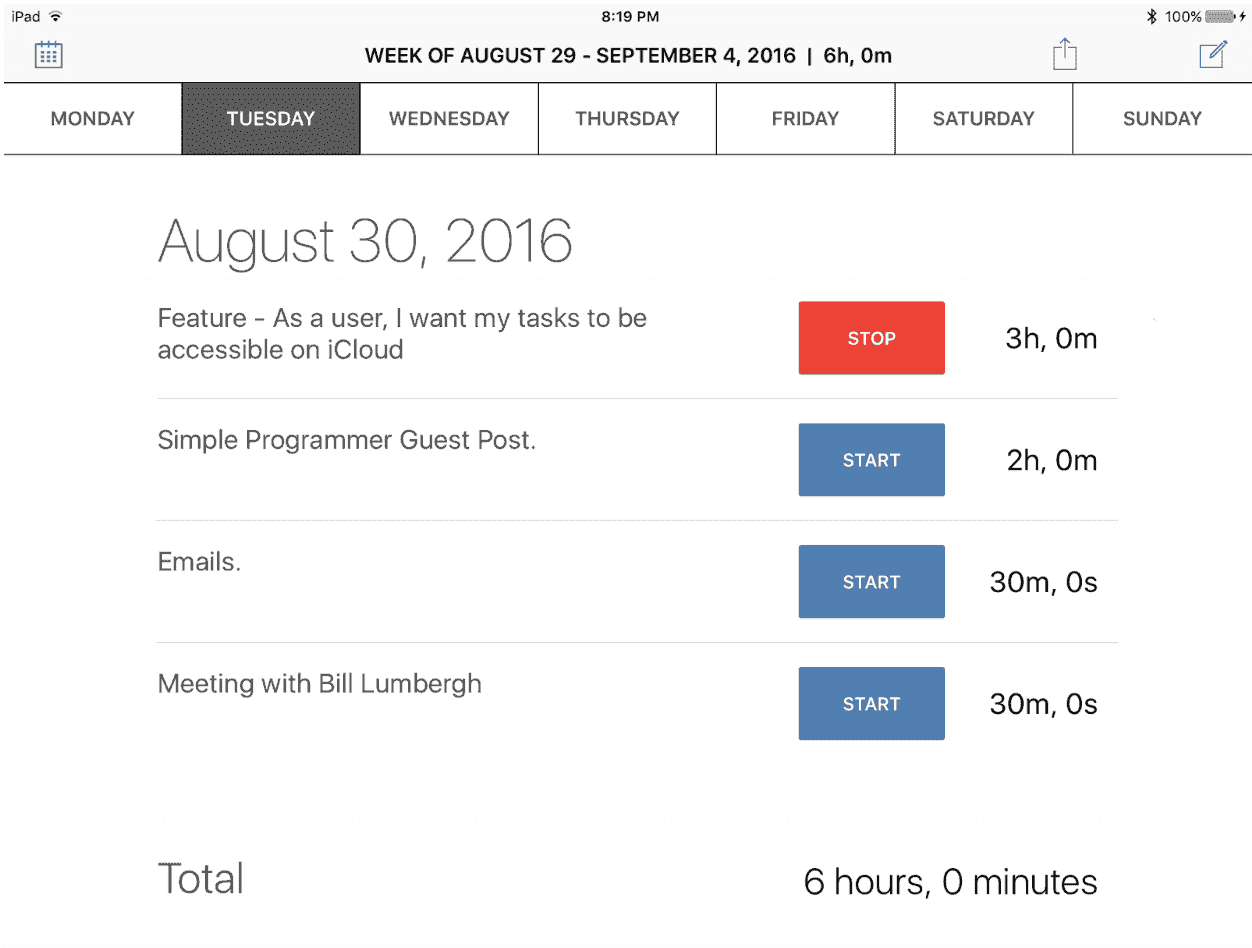 iPad 8:19 PM 100%
WEEK OF AUGUST 29 - SEPTEMBER 4, 2016 | 6h, 0m
MONDAY TUESDAY WEDNESDAY THURSDAY FRIDAY SATURDAY SUNDAY
August 30, 2016
Feature - As a user, I want my tasks to be
accessible on iCloud
STOP 3h, 0m
Simple Programmer Guest Post.
START 2h, 0m
Emails.
START 30m, 0s
Meeting with Bill Lumbergh
START 30m, 0s
Total 6 hours, 0 minutes